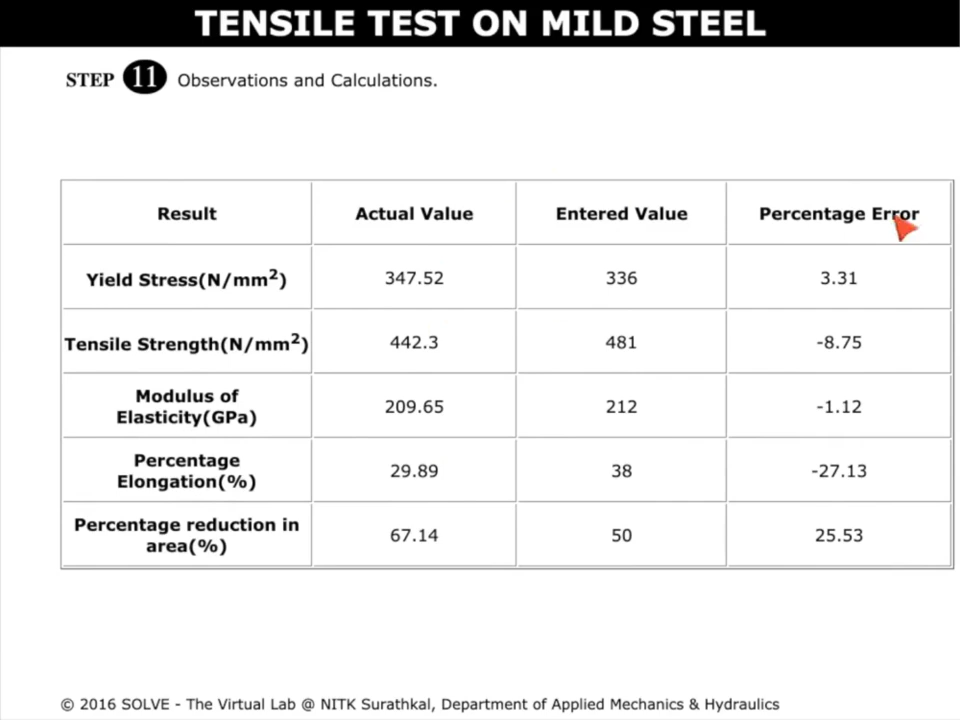 TENSILE TEST ON MILD STEEL
STEP 11 Observations and Calculations.
Result Actual Value Entered Value Percentage Error
Yield Stress(N/mm²) 347.52 336 3.31
Tensile Strength(N/mm²) 442.3 481 -8.75
Modulus of
Elasticity(GPa) 209.65 212 -1.12
Percentage
Elongation(%) 29.89 38 -27.13
Percentage reduction in
area(%) 67.14 50 25.53
© 2016 SOLVE - The Virtual Lab @ NITK Surathkal, Department of Applied Mechanics & Hydraulics